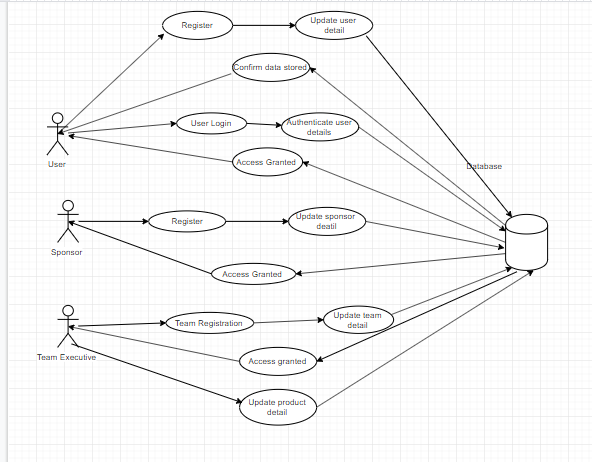 Register
Update user
detail
Confirm data stored
User Login
Authenticate user
details
User
Access Granted
Database
Register
Update sponsor
deatil
Sponsor
Access Granted
Team Registration
Update team
detail
Team Executive
Access granted
Update product
detail